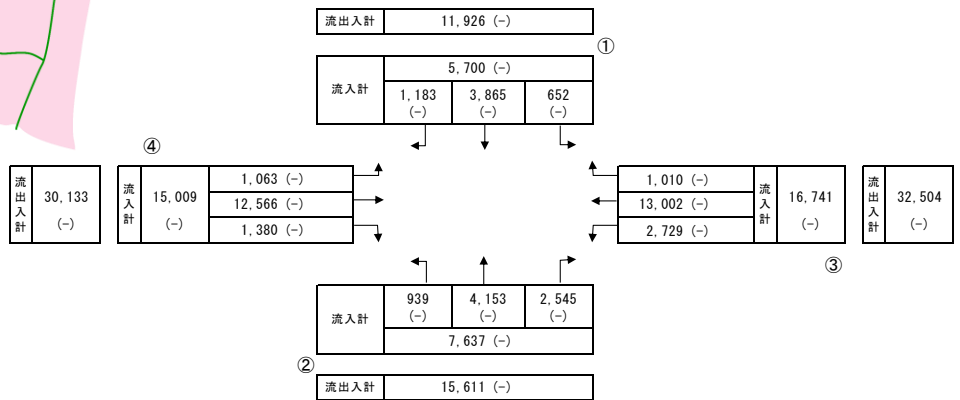 流出入計 11,926 (-)
①
流入計 5,700 (-)
1,183 (-) 3,865 (-) 652 (-)
④
流出入計 30,133 (-)
流入計 15,009 (-)
1,063 (-)
12,566 (-)
1,380 (-)
1,010 (-)
13,002 (-)
2,729 (-)
流入計 16,741 (-)
流出入計 32,504 (-)
③
流入計 939 (-) 4,153 (-) 2,545 (-)
7,637 (-)
②
流出入計 15,611 (-)